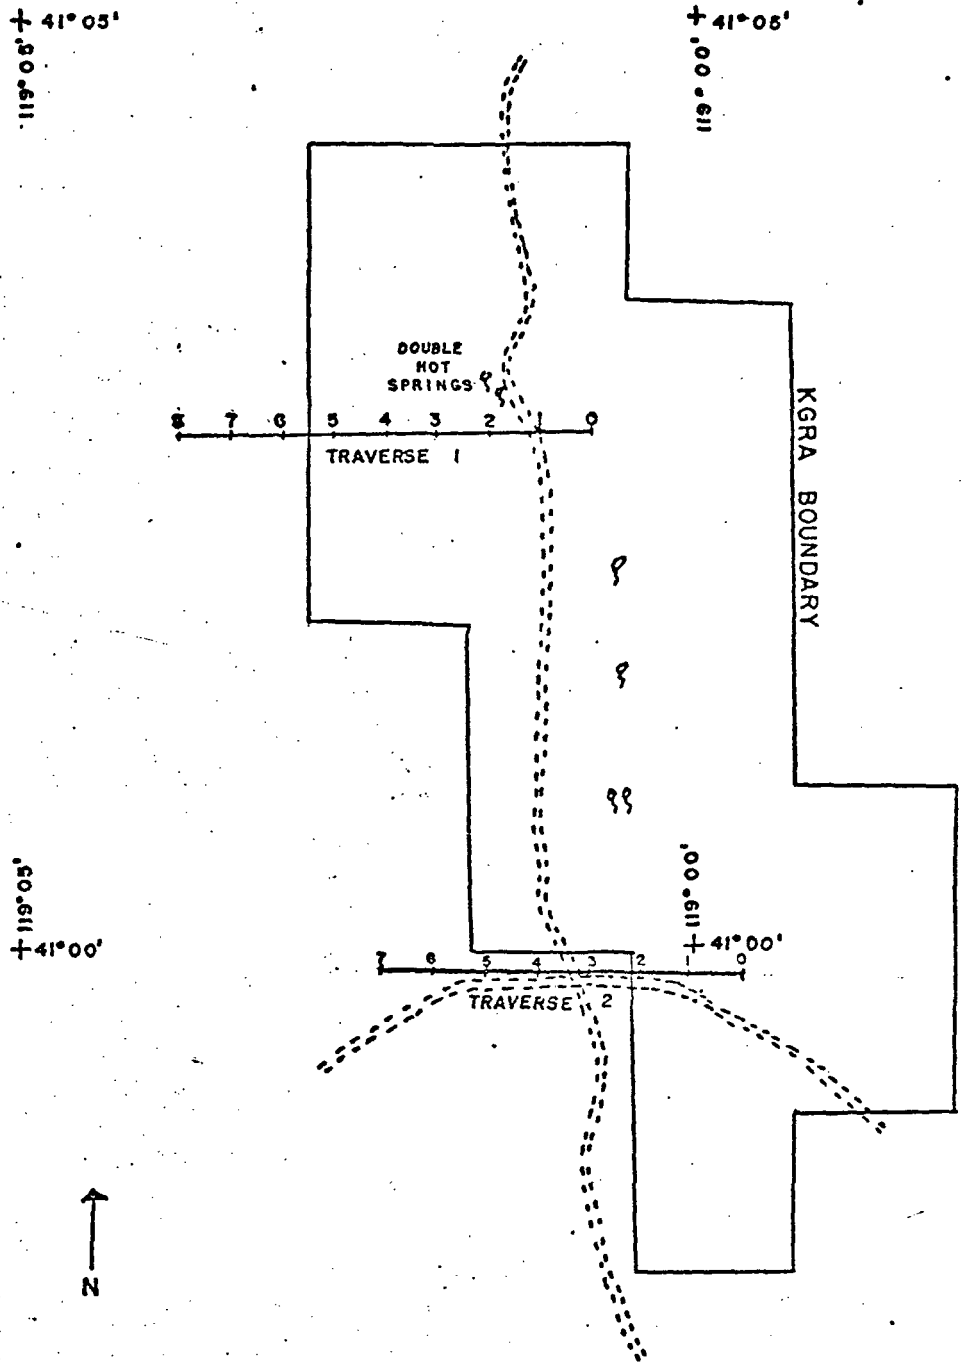 41°05'
41°05'
119°05'
119°00'
DOUBLE
HOT
SPRINGS
8 7 6 5 4 3 2 1 0
TRAVERSE 1
KGRA BOUNDARY
119°05'
119°00'
41°00'
41°00'
7 6 5 4 3 2 1 0
TRAVERSE 2
N